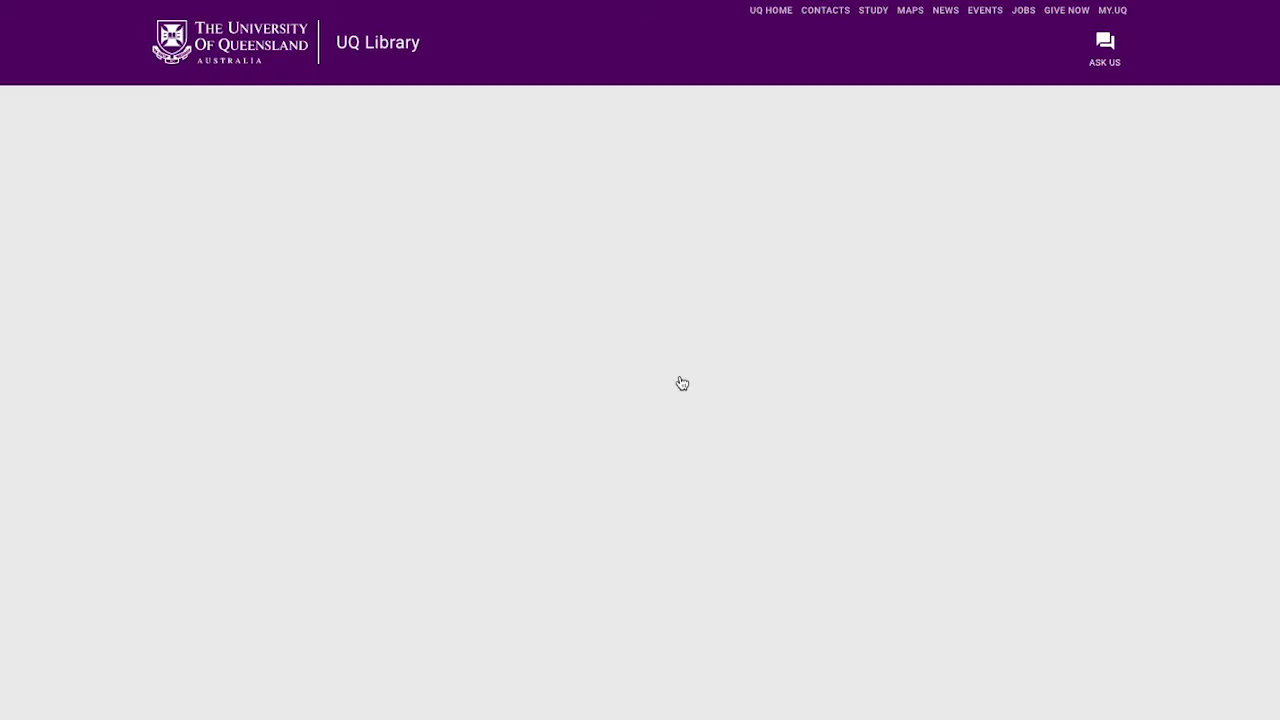 UQ HOME CONTACTS STUDY MAPS NEWS EVENTS JOBS GIVE NOW MY.UQ
THE UNIVERSITY
OF QUEENSLAND
AUSTRALIA
UQ Library
ASK US